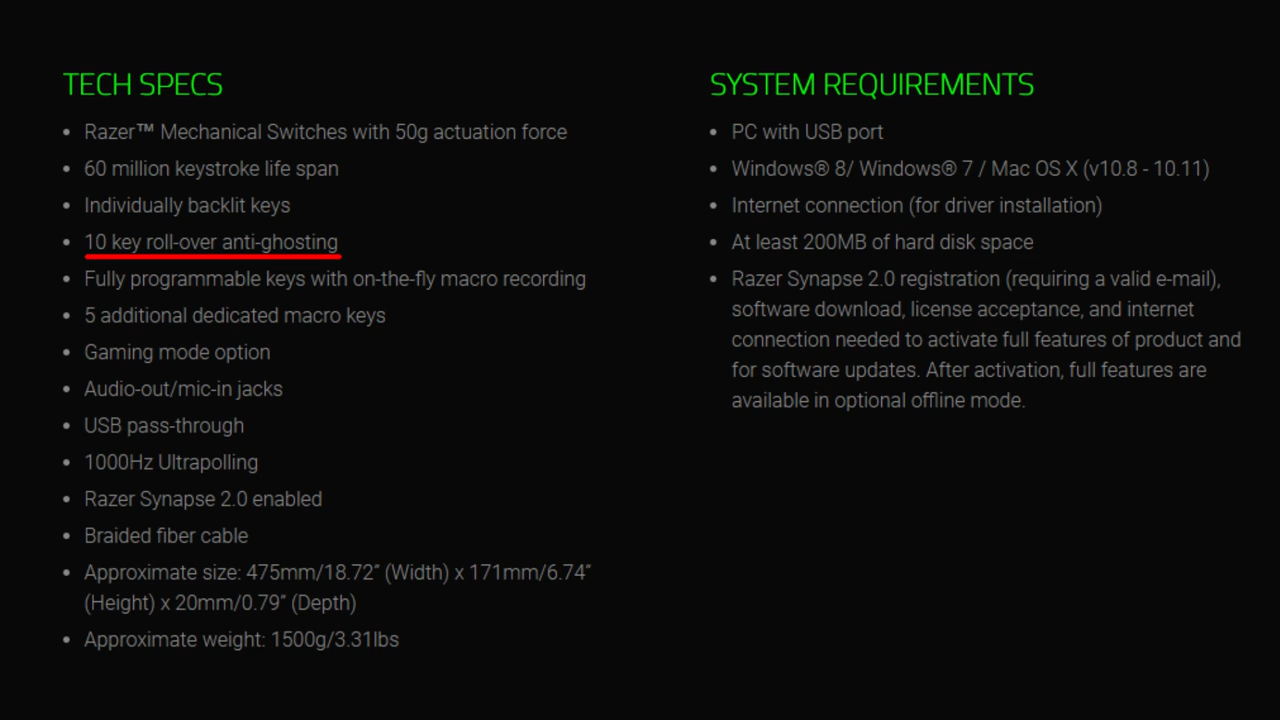 TECH SPECS
• Razer™ Mechanical Switches with 50g actuation force
• 60 million keystroke life span
• Individually backlit keys
• 10 key roll-over anti-ghosting
• Fully programmable keys with on-the-fly macro recording
• 5 additional dedicated macro keys
• Gaming mode option
• Audio-out/mic-in jacks
• USB pass-through
• 1000Hz Ultrapolling
• Razer Synapse 2.0 enabled
• Braided fiber cable
• Approximate size: 475mm/18.72” (Width) x 171mm/6.74”
(Height) x 20mm/0.79” (Depth)
• Approximate weight: 1500g/3.31lbs
SYSTEM REQUIREMENTS
• PC with USB port
• Windows® 8/ Windows® 7 / Mac OS X (v10.8 - 10.11)
• Internet connection (for driver installation)
• At least 200MB of hard disk space
• Razer Synapse 2.0 registration (requiring a valid e-mail),
software download, license acceptance, and internet
connection needed to activate full features of product and
for software updates. After activation, full features are
available in optional offline mode.